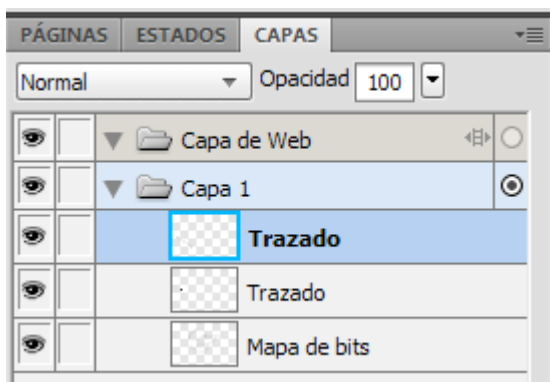 PÁGINAS ESTADOS CAPAS
Normal Opacidad 100
Capa de Web
Capa 1
Trazado
Trazado
Mapa de bits